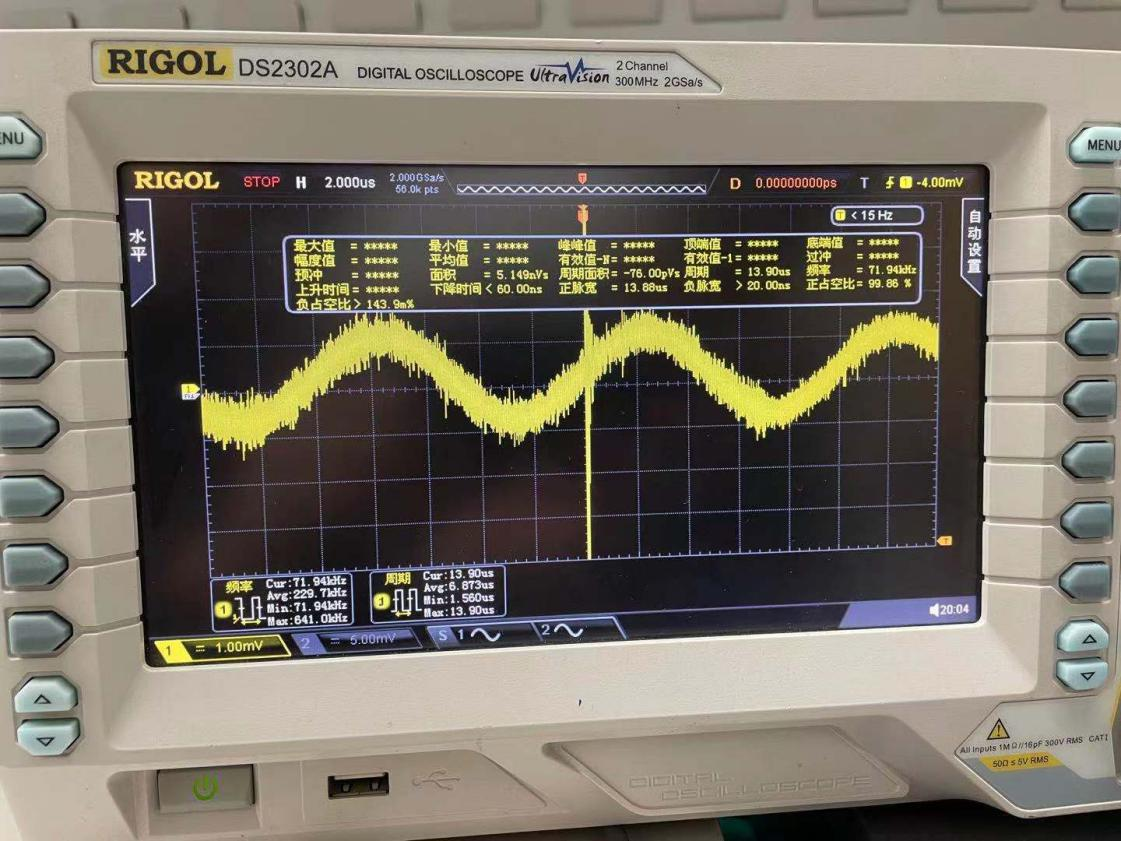 RIGOL DS2302A DIGITAL OSCILLOSCOPE UltraVision 2 Channel
300MHz 2GSa/s
ENU
MENU
RIGOL STOP H 2.000us 2.000GSa/s
56.0k pts
D 0.00000000ps T 1 -4.00mV
T < 15 Hz
水平
自动设置
最大值 = ***** 最小值 = ***** 峰峰值 = ***** 顶端值 = ***** 底端值 = *****
幅度值 = ***** 平均值 = ***** 有效值-N= ***** 有效值-1= ***** 过冲 = *****
预冲 = ***** 面积 = 5.149nVs 周期面积= -76.00pVs 周期 = 13.90us 频率 = 71.94kHz
上升时间 = ***** 下降时间 < 60.00ns 正脉宽 = 13.88us 负脉宽 > 20.00ns 正占空比= 99.86 %
负占空比> 143.9m%
1
T
频率
1
Cur:71.94kHz
Avg:229.7kHz
Min:71.94kHz
Max:641.0kHz
周期
1
Cur:13.90us
Avg:6.873us
Min:1.560us
Max:13.90us
20:04
1 = 1.00mV 2 = 5.00mV S 1 2
All Inputs 1MΩ//16pF 300V RMS CAT I
50Ω ≤ 5V RMS
DIGITAL
OSCILLOSCOPE